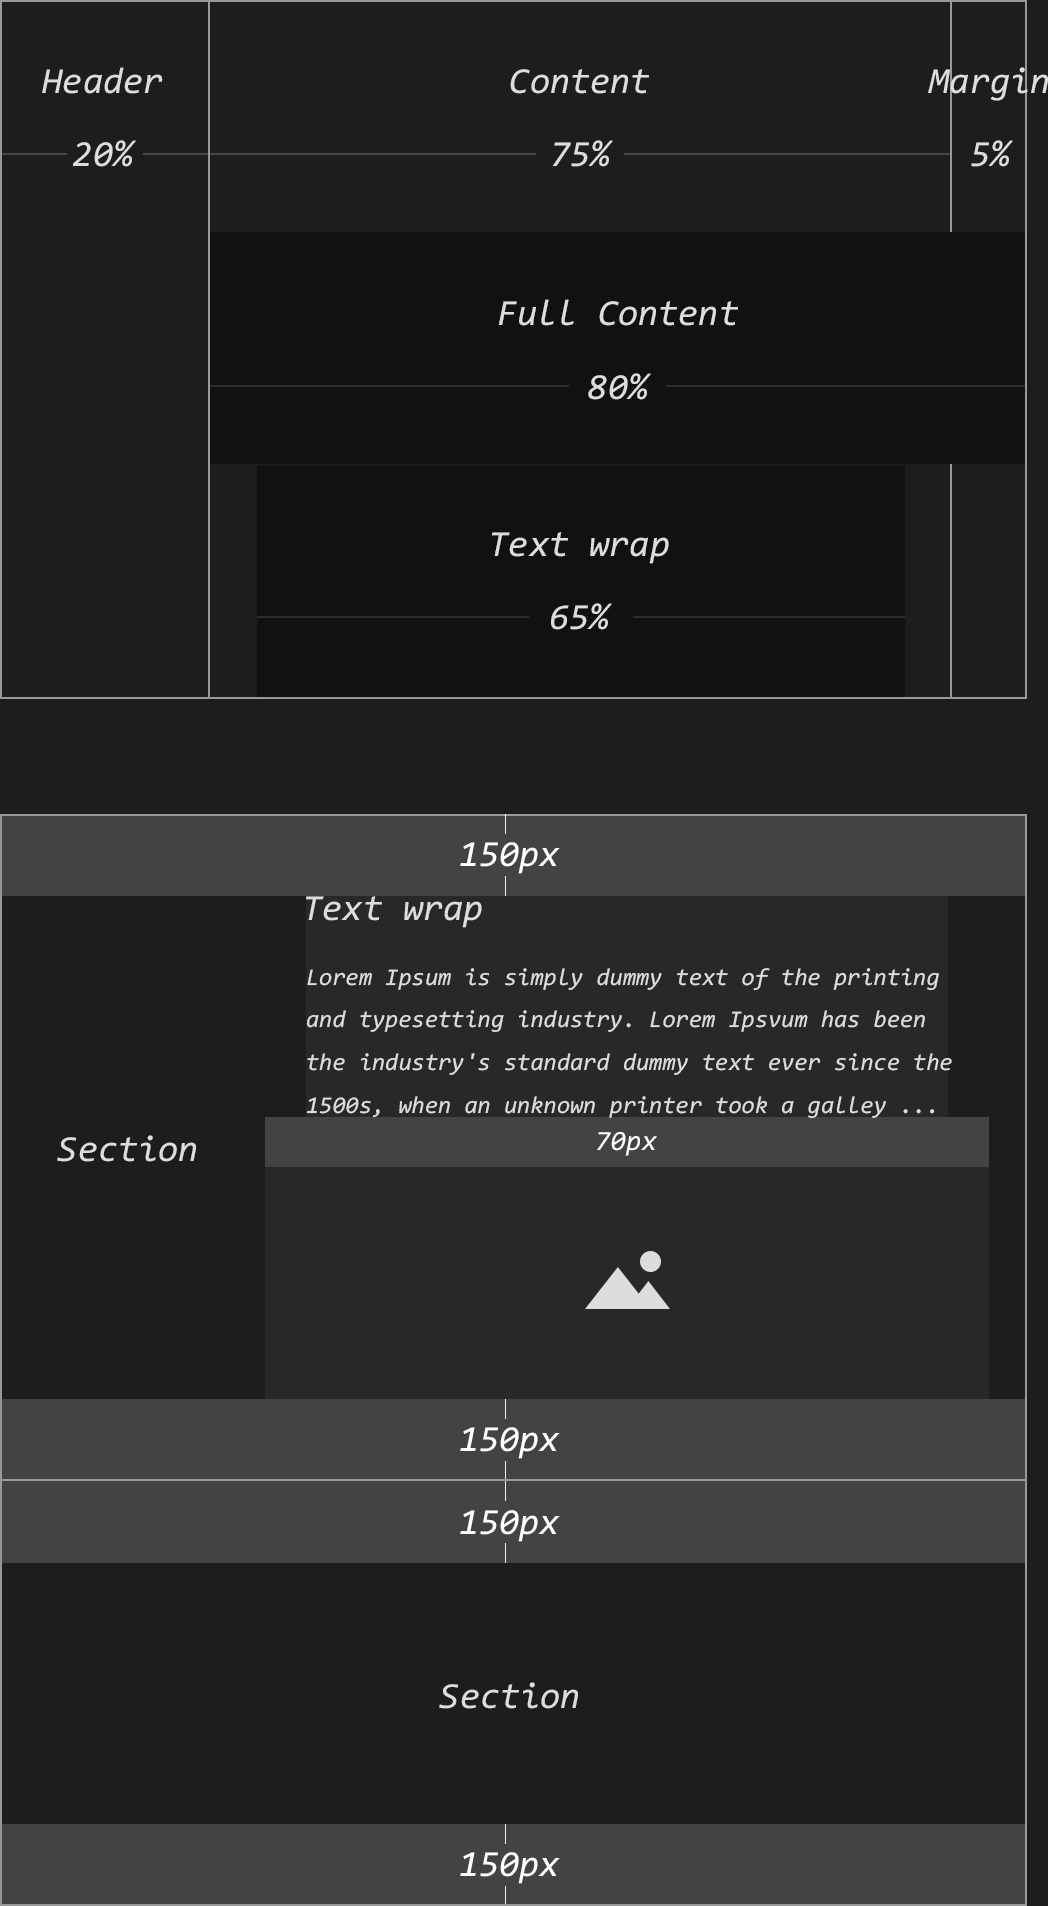 Header Content Margin
20% 75% 5%
Full Content
80%
Text wrap
65%
150px
Text wrap
Lorem Ipsum is simply dummy text of the printing
and typesetting industry. Lorem Ipsvum has been
the industry's standard dummy text ever since the
1500s, when an unknown printer took a galley ...
70px
Section
150px
150px
Section
150px